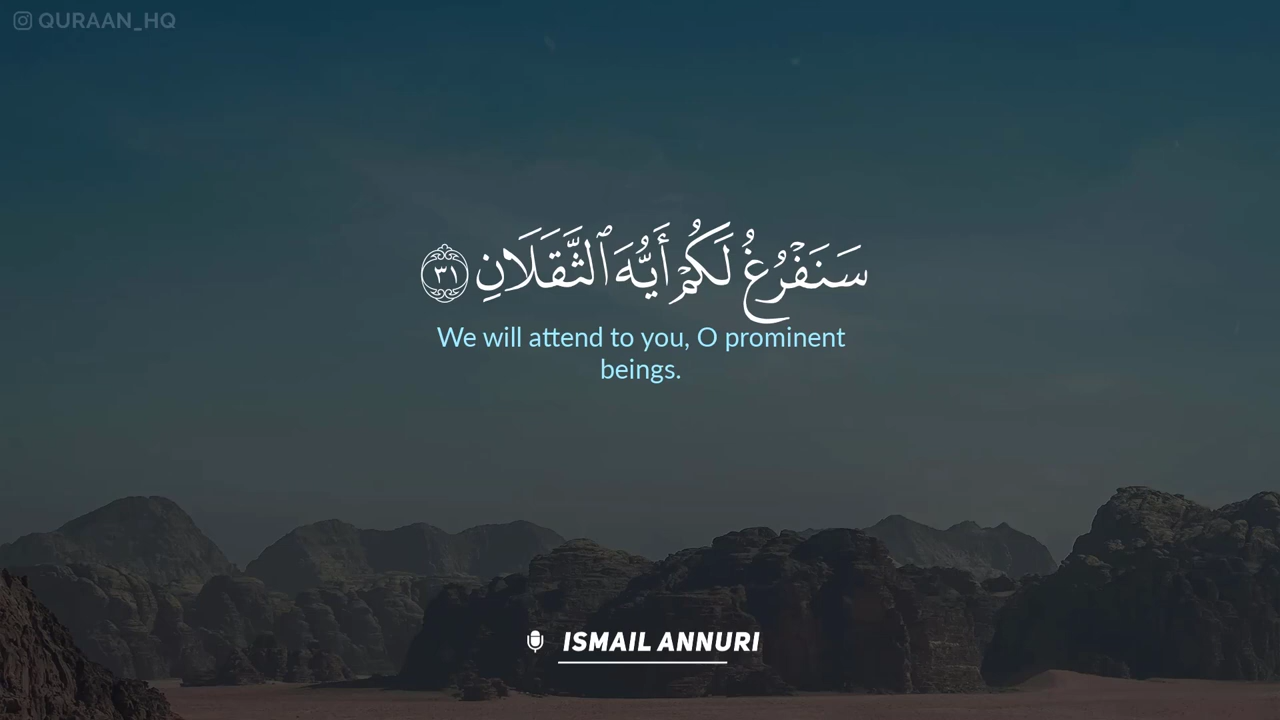 QURAAN_HQ
سَنَفْرُغُ لَكُمْ أَيُّهَ ٱلثَّقَلَانِ ٣١
We will attend to you, O prominent
beings.
ISMAIL ANNURI